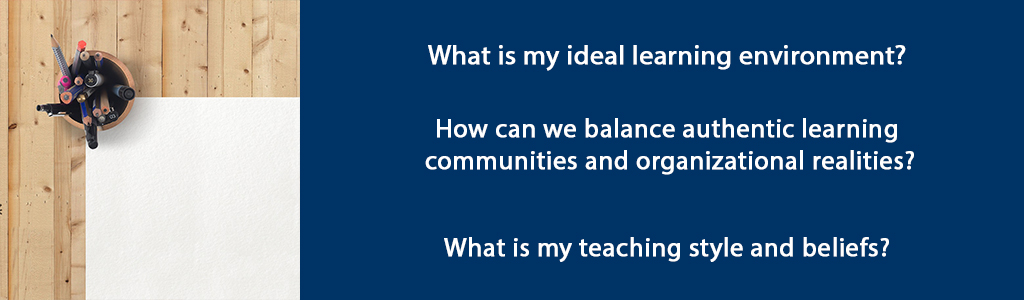 What is my ideal learning environment?
How can we balance authentic learning
communities and organizational realities?
What is my teaching style and beliefs?